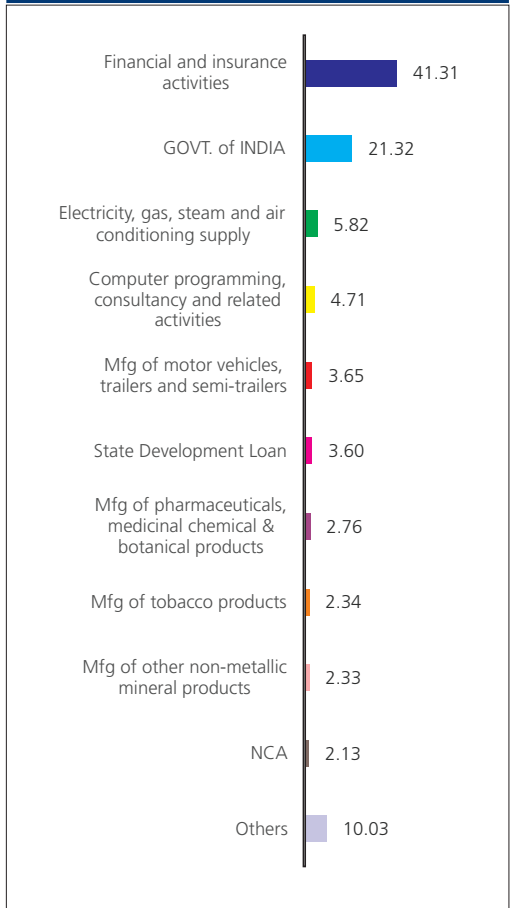 Financial and insurance
activities
41.31
GOVT. of INDIA
21.32
Electricity, gas, steam and air
conditioning supply
5.82
Computer programming,
consultancy and related
activities
4.71
Mfg of motor vehicles,
trailers and semi-trailers
3.65
State Development Loan
3.60
Mfg of pharmaceuticals,
medicinal chemical &
botanical products
2.76
Mfg of tobacco products
2.34
Mfg of other non-metallic
mineral products
2.33
NCA
2.13
Others
10.03